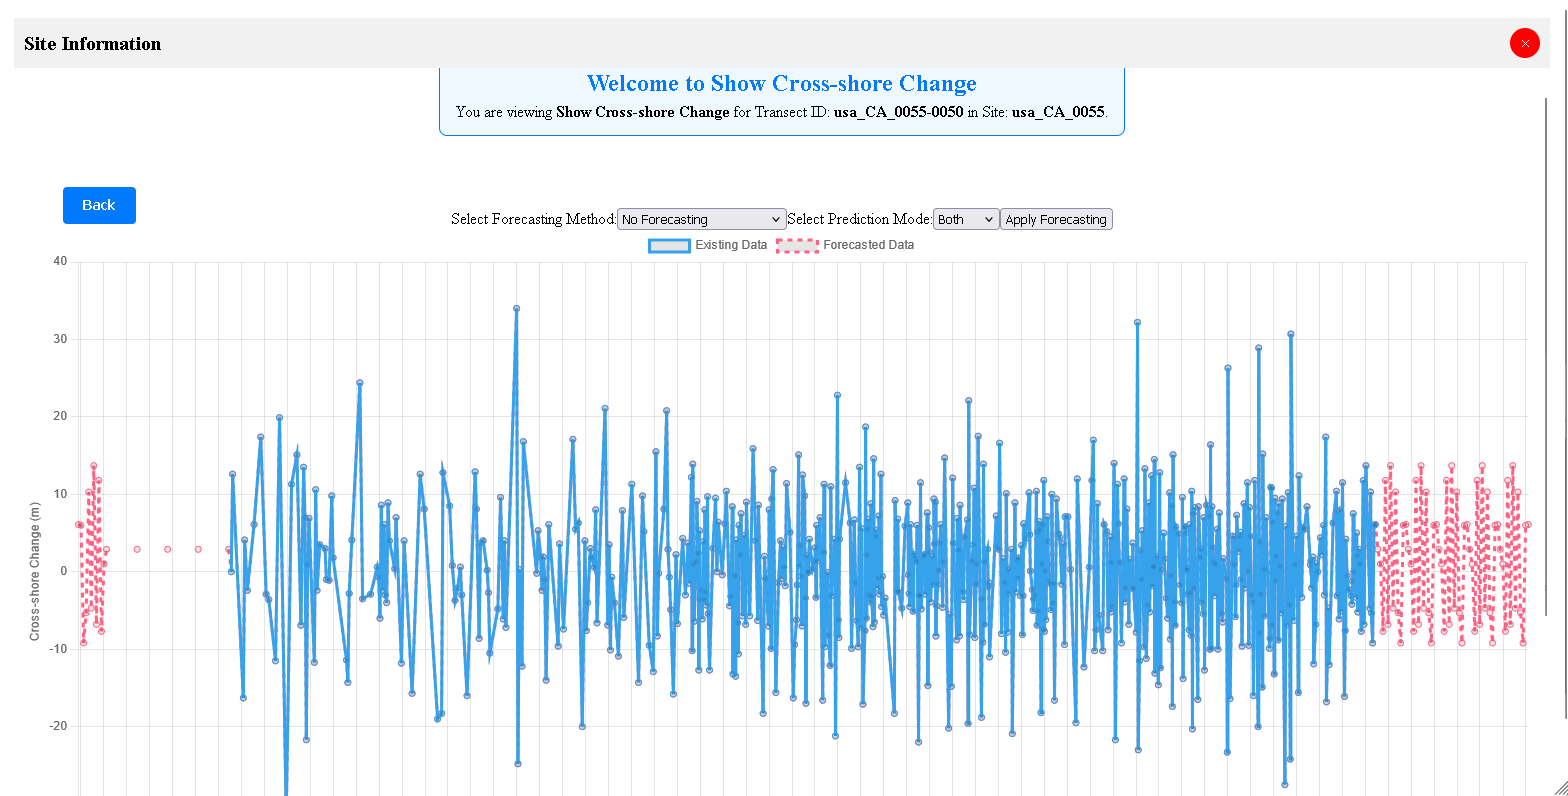 Site Information
×
Welcome to Show Cross-shore Change
You are viewing Show Cross-shore Change for Transect ID: usa_CA_0055-0050 in Site: usa_CA_0055.
Back
Select Forecasting Method: No Forecasting Select Prediction Mode: Both Apply Forecasting
Existing Data Forecasted Data
Cross-shore Change (m)
40
30
20
10
0
-10
-20